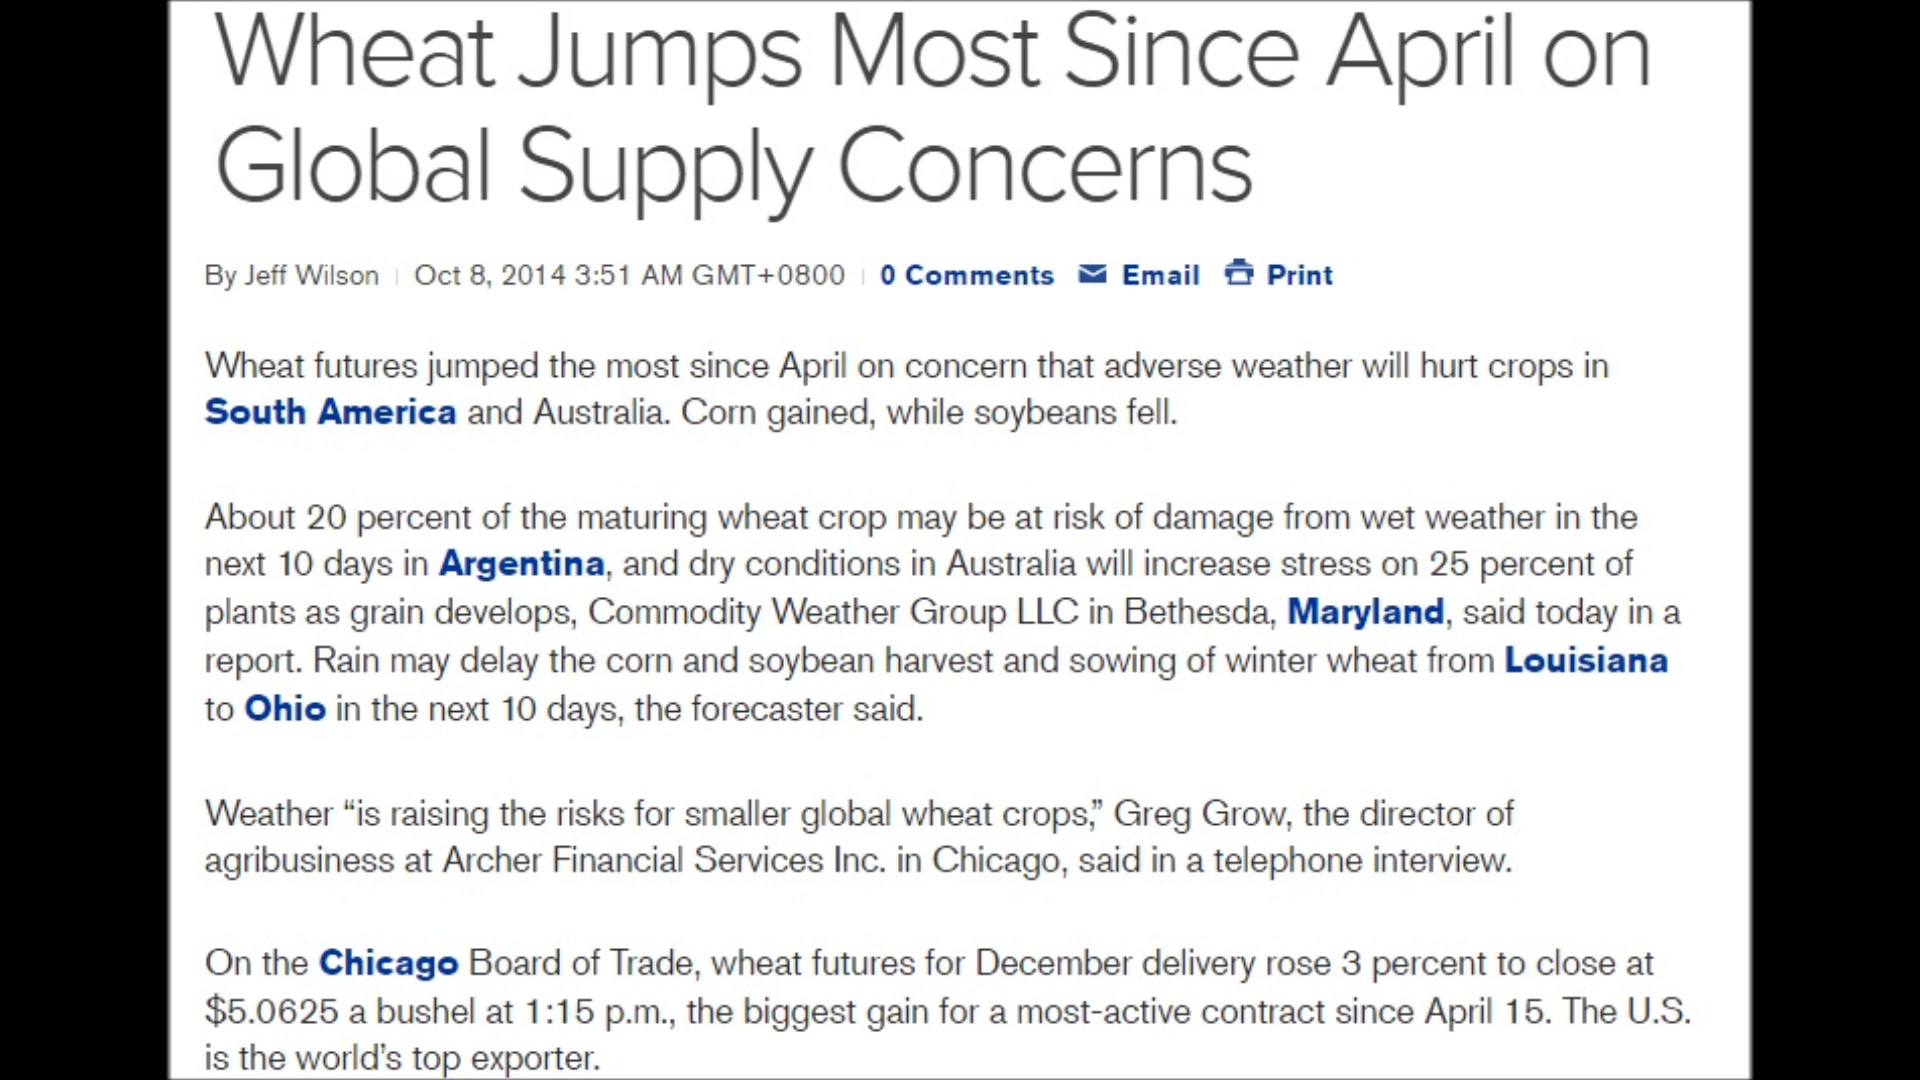 Wheat Jumps Most Since April on
Global Supply Concerns
By Jeff Wilson | Oct 8, 2014 3:51 AM GMT+0800 | 0 Comments Email Print
Wheat futures jumped the most since April on concern that adverse weather will hurt crops in
South America and Australia. Corn gained, while soybeans fell.
About 20 percent of the maturing wheat crop may be at risk of damage from wet weather in the
next 10 days in Argentina, and dry conditions in Australia will increase stress on 25 percent of
plants as grain develops, Commodity Weather Group LLC in Bethesda, Maryland, said today in a
report. Rain may delay the corn and soybean harvest and sowing of winter wheat from Louisiana
to Ohio in the next 10 days, the forecaster said.
Weather “is raising the risks for smaller global wheat crops,” Greg Grow, the director of
agribusiness at Archer Financial Services Inc. in Chicago, said in a telephone interview.
On the Chicago Board of Trade, wheat futures for December delivery rose 3 percent to close at
$5.0625 a bushel at 1:15 p.m., the biggest gain for a most-active contract since April 15. The U.S.
is the world’s top exporter.